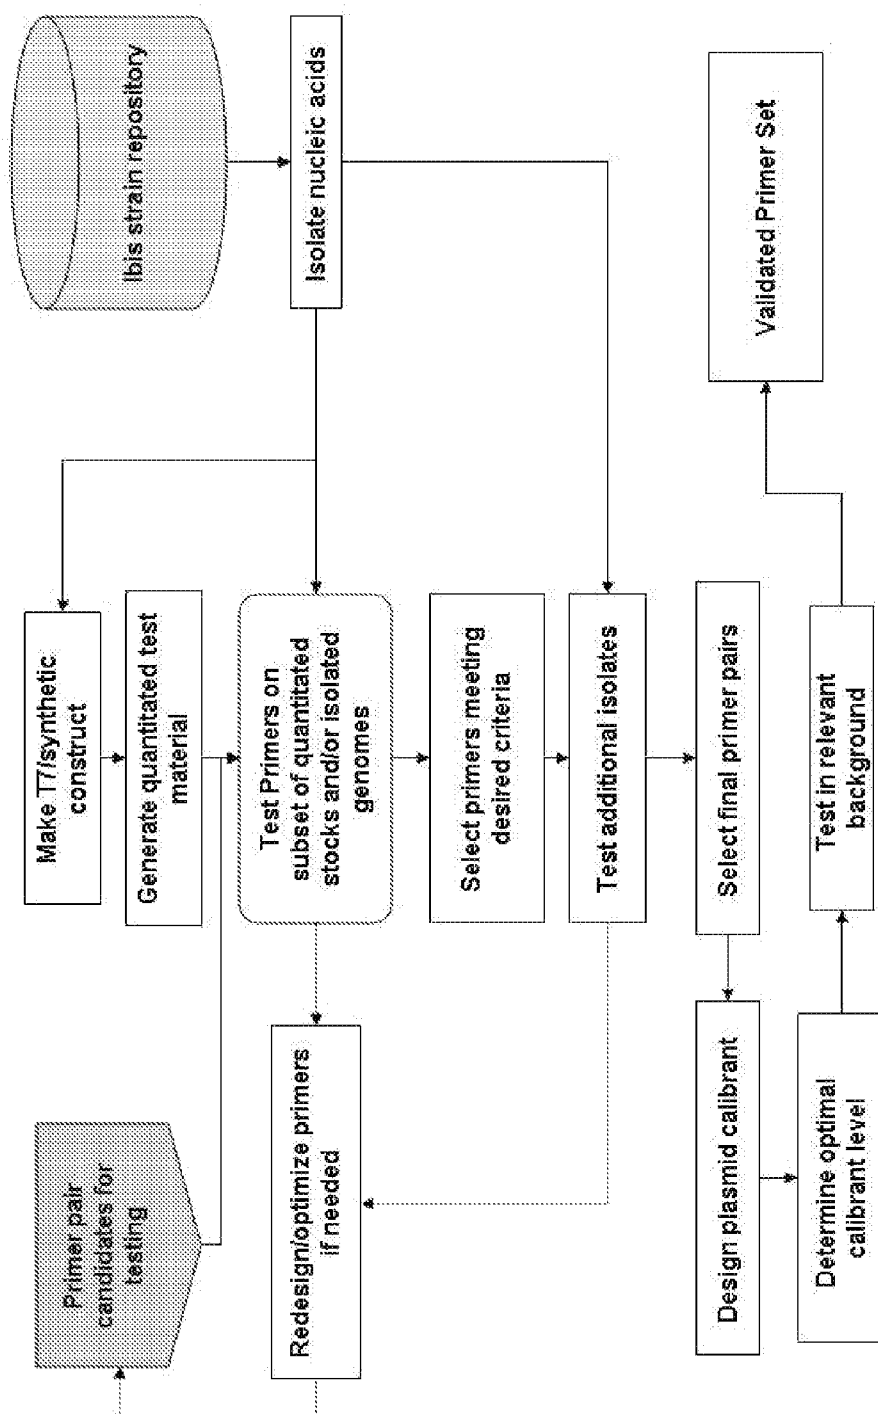 Primer pair
candidates for
testing
Make T7/synthetic
construct
Ibis strain repository
Generate quantitated test
material
Isolate nucleic acids
Redesign/optimize primers
if needed
Test Primers on
subset of quantitated
stocks and/or isolated
genomes
Select primers meeting
desired criteria
Test additional isolates
Design plasmid calibrant
Select final primer pairs
Determine optimal
calibrant level
Test in relevant
background
Validated Primer Set